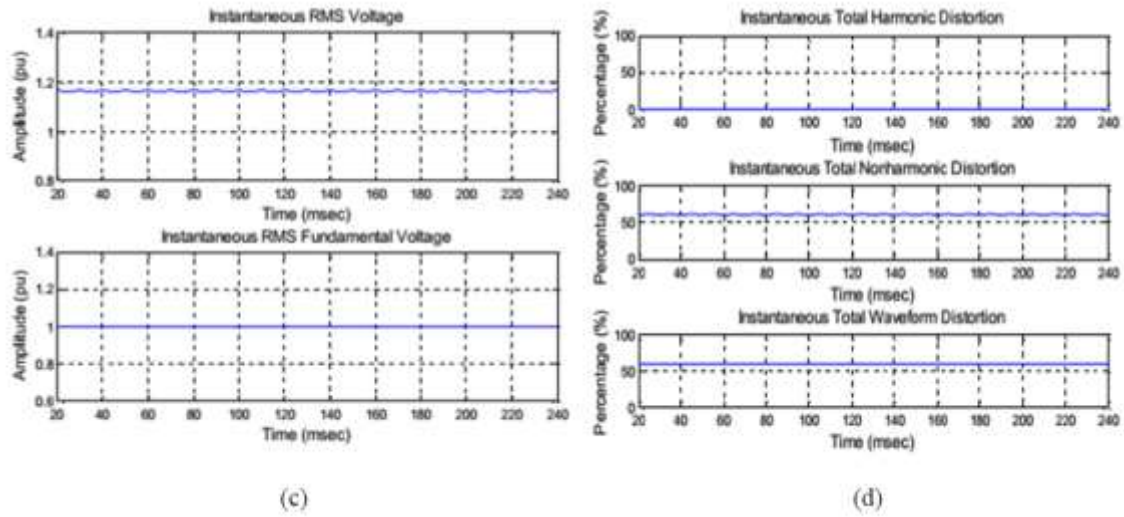 Instantaneous RMS Voltage
1.4
1.2
1
0.8
Amplitude (pu)
20 40 60 80 100 120 140 160 180 200 220 240
Time (msec)
Instantaneous RMS Fundamental Voltage
1.4
1.2
1
0.8
0.6
Amplitude (pu)
20 40 60 80 100 120 140 160 180 200 220 240
Time (msec)
(c)
Instantaneous Total Harmonic Distortion
100
50
0
Percentage (%)
20 40 60 80 100 120 140 160 180 200 220 240
Time (msec)
Instantaneous Total Nonharmonic Distortion
100
50
0
Percentage (%)
20 40 60 80 100 120 140 160 180 200 220 240
Time (msec)
Instantaneous Total Waveform Distortion
100
50
0
Percentage (%)
20 40 60 80 100 120 140 160 180 200 220 240
Time (msec)
(d)